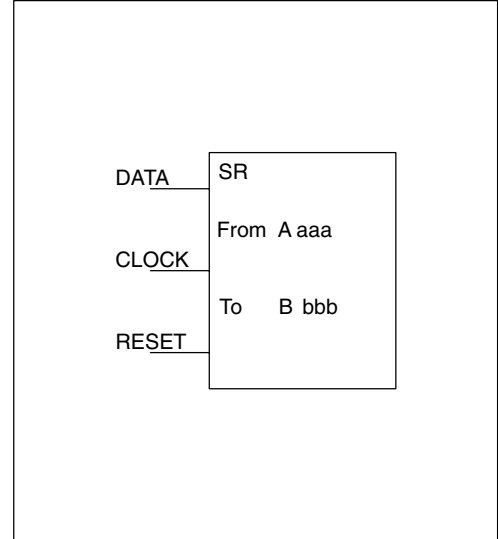 DATA
SR
From A aaa
CLOCK
To B bbb
RESET